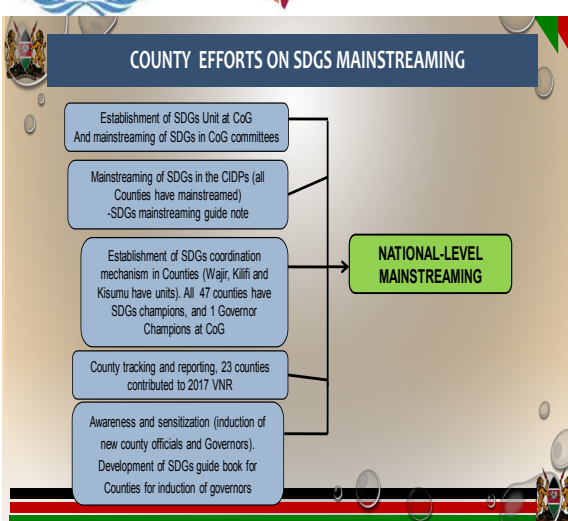 COUNTY EFFORTS ON SDGS MAINSTREAMING
Establishment of SDGs Unit at CoG
And mainstreaming of SDGs in CoG committees
Mainstreaming of SDGs in the CIDPs (all
Counties have mainstreamed)
-SDGs mainstreaming guide note
Establishment of SDGs coordination
mechanism in Counties (Wajir, Kilifi and
Kisumu have units). All 47 counties have
SDGs champions, and 1 Governor
Champions at CoG
County tracking and reporting, 23 counties
contributed to 2017 VNR
Awareness and sensitization (induction of
new county officials and Governors).
Development of SDGs guide book for
Counties for induction of governors
NATIONAL-LEVEL
MAINSTREAMING